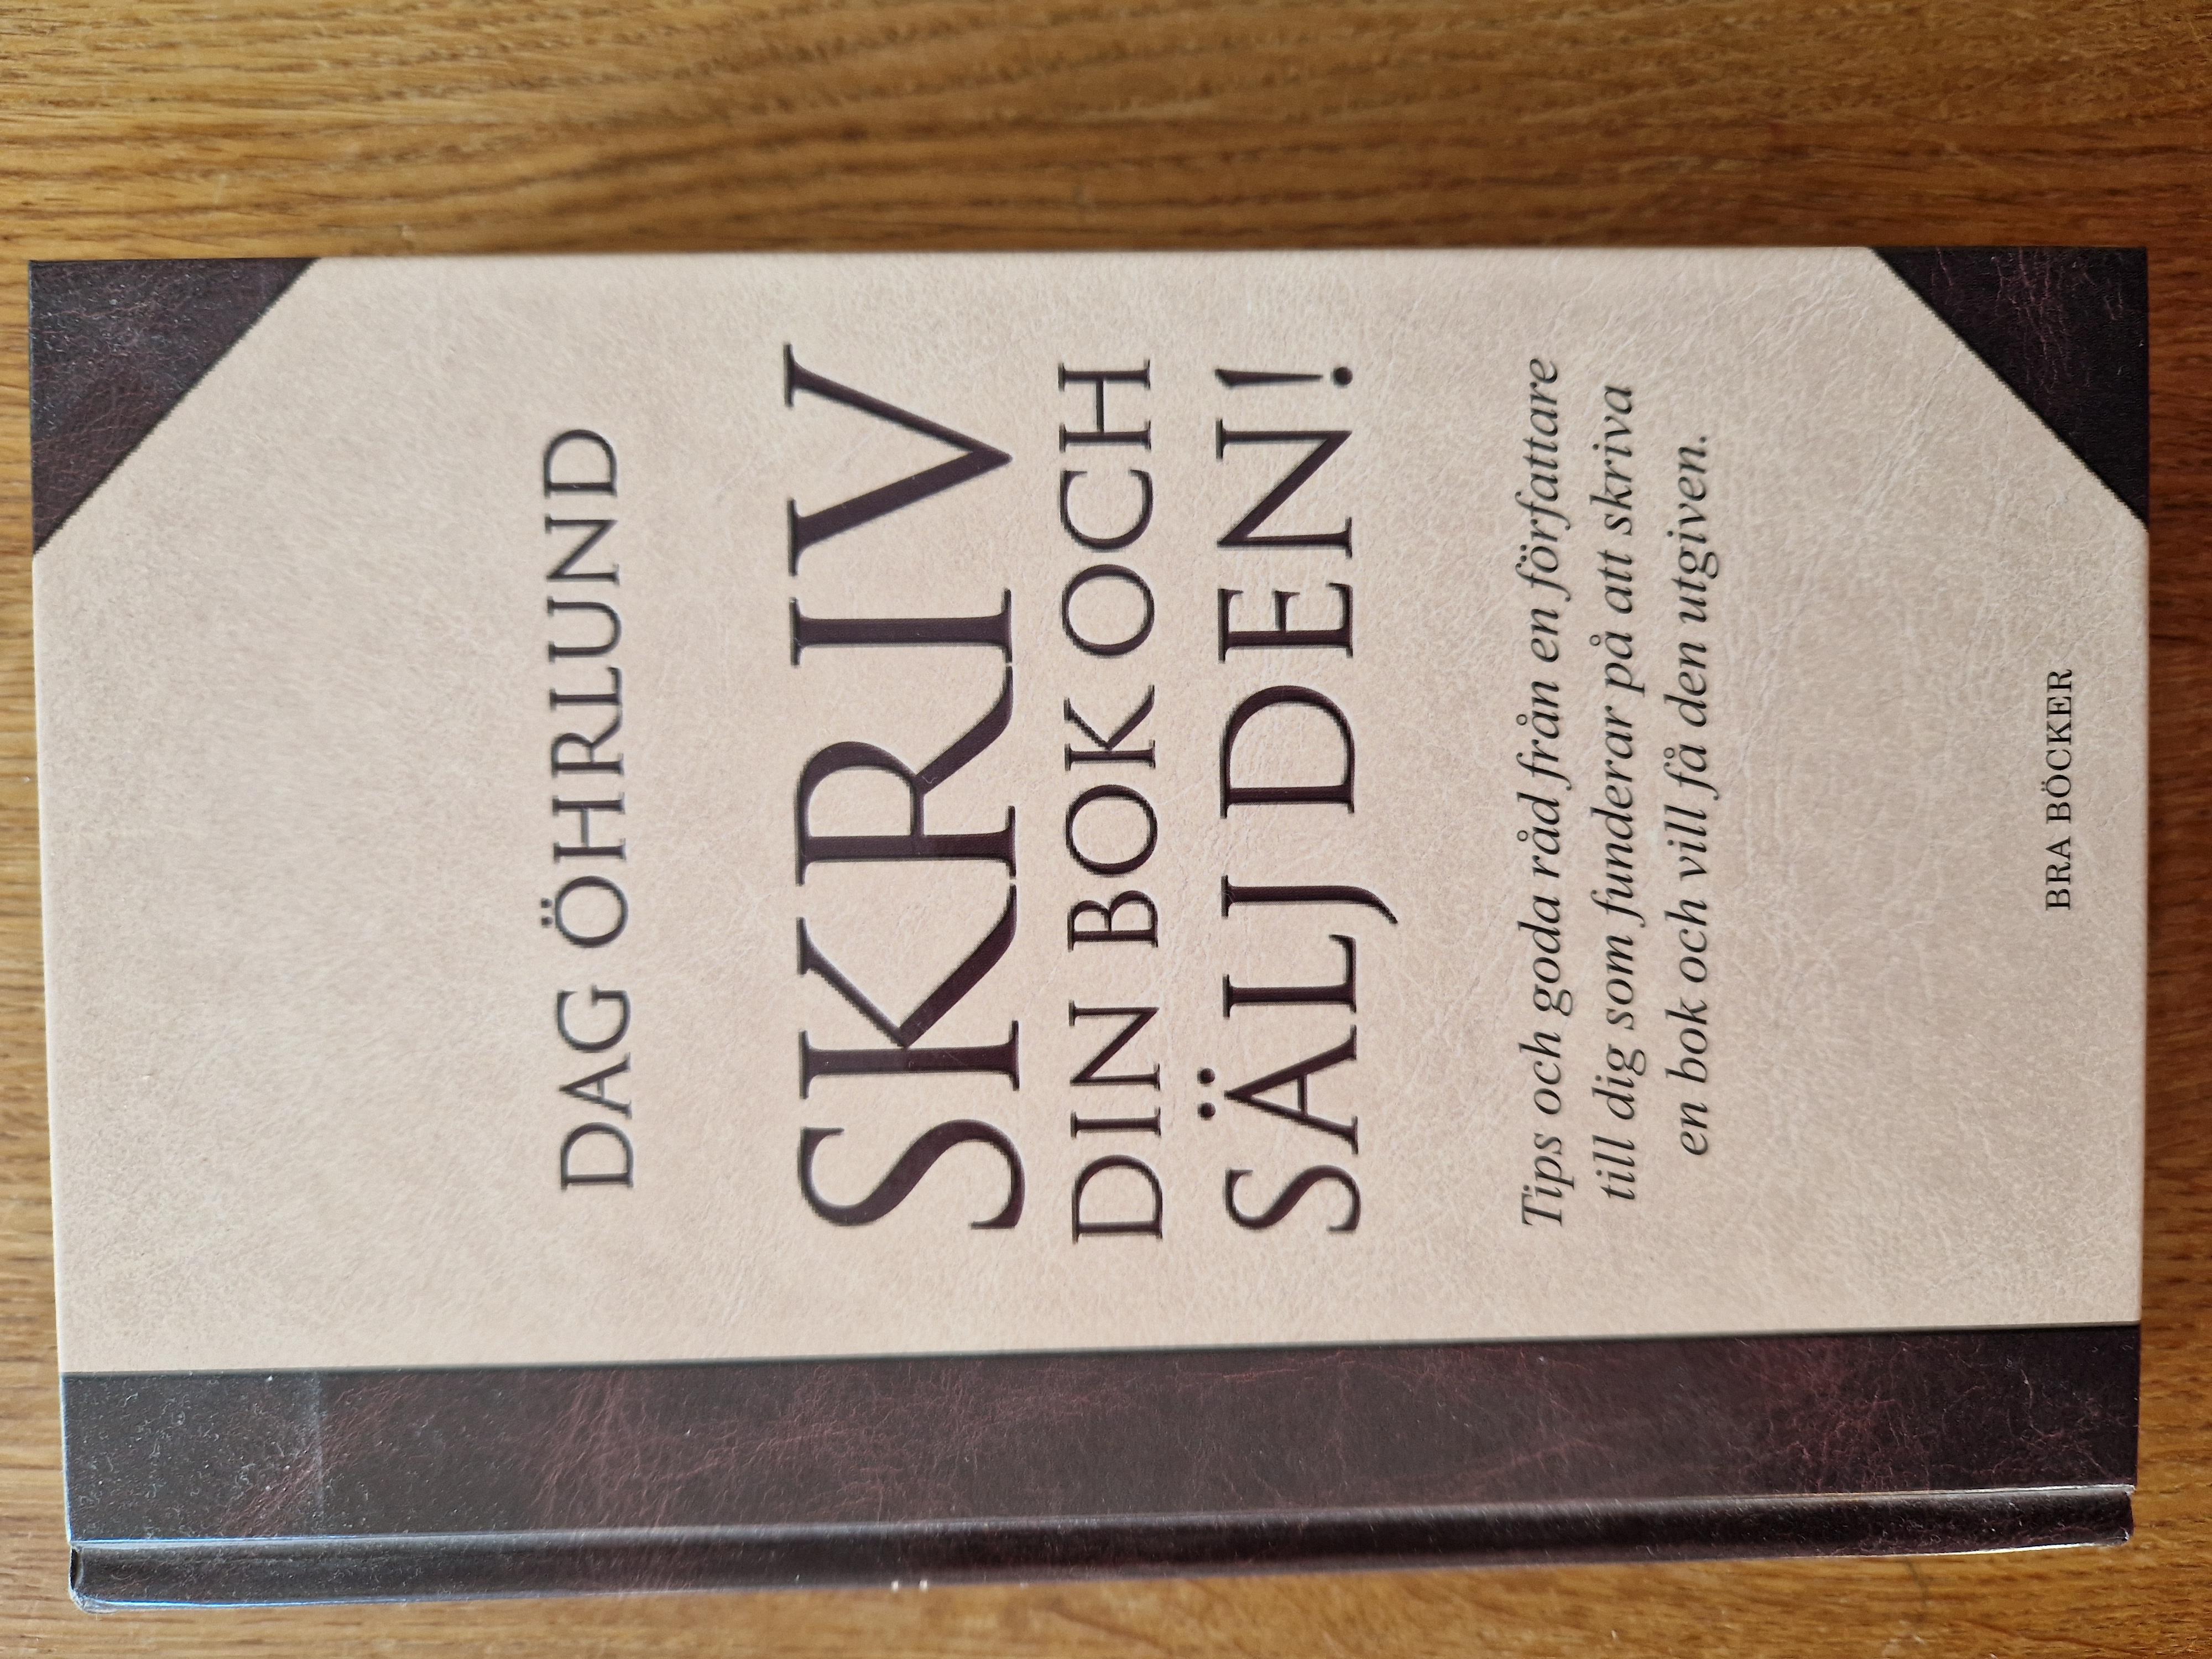 DAG ÖHRLUND
SKRIV
DIN BOK OCH
SÄLJ DEN!
Tips och goda råd från en författare
till dig som funderar på att skriva
en bok och vill få den utgiven.
BRA BÖCKER